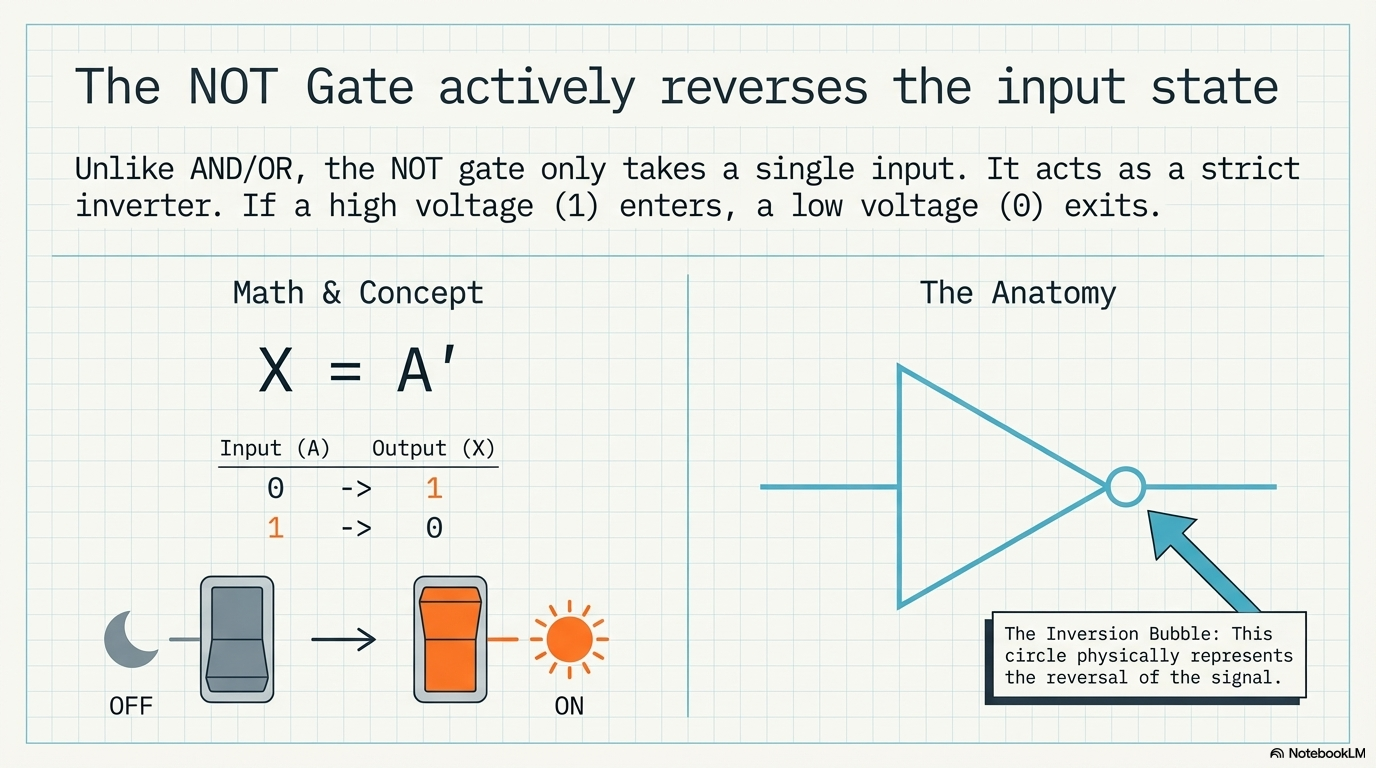 The NOT Gate actively reverses the input state
Unlike AND/OR, the NOT gate only takes a single input. It acts as a strict
inverter. If a high voltage (1) enters, a low voltage (0) exits.
Math & Concept
X = A'
Input (A) Output (X)
0 -> 1
1 -> 0
OFF
ON
The Anatomy
The Inversion Bubble: This
circle physically represents
the reversal of the signal.
NotebookLM